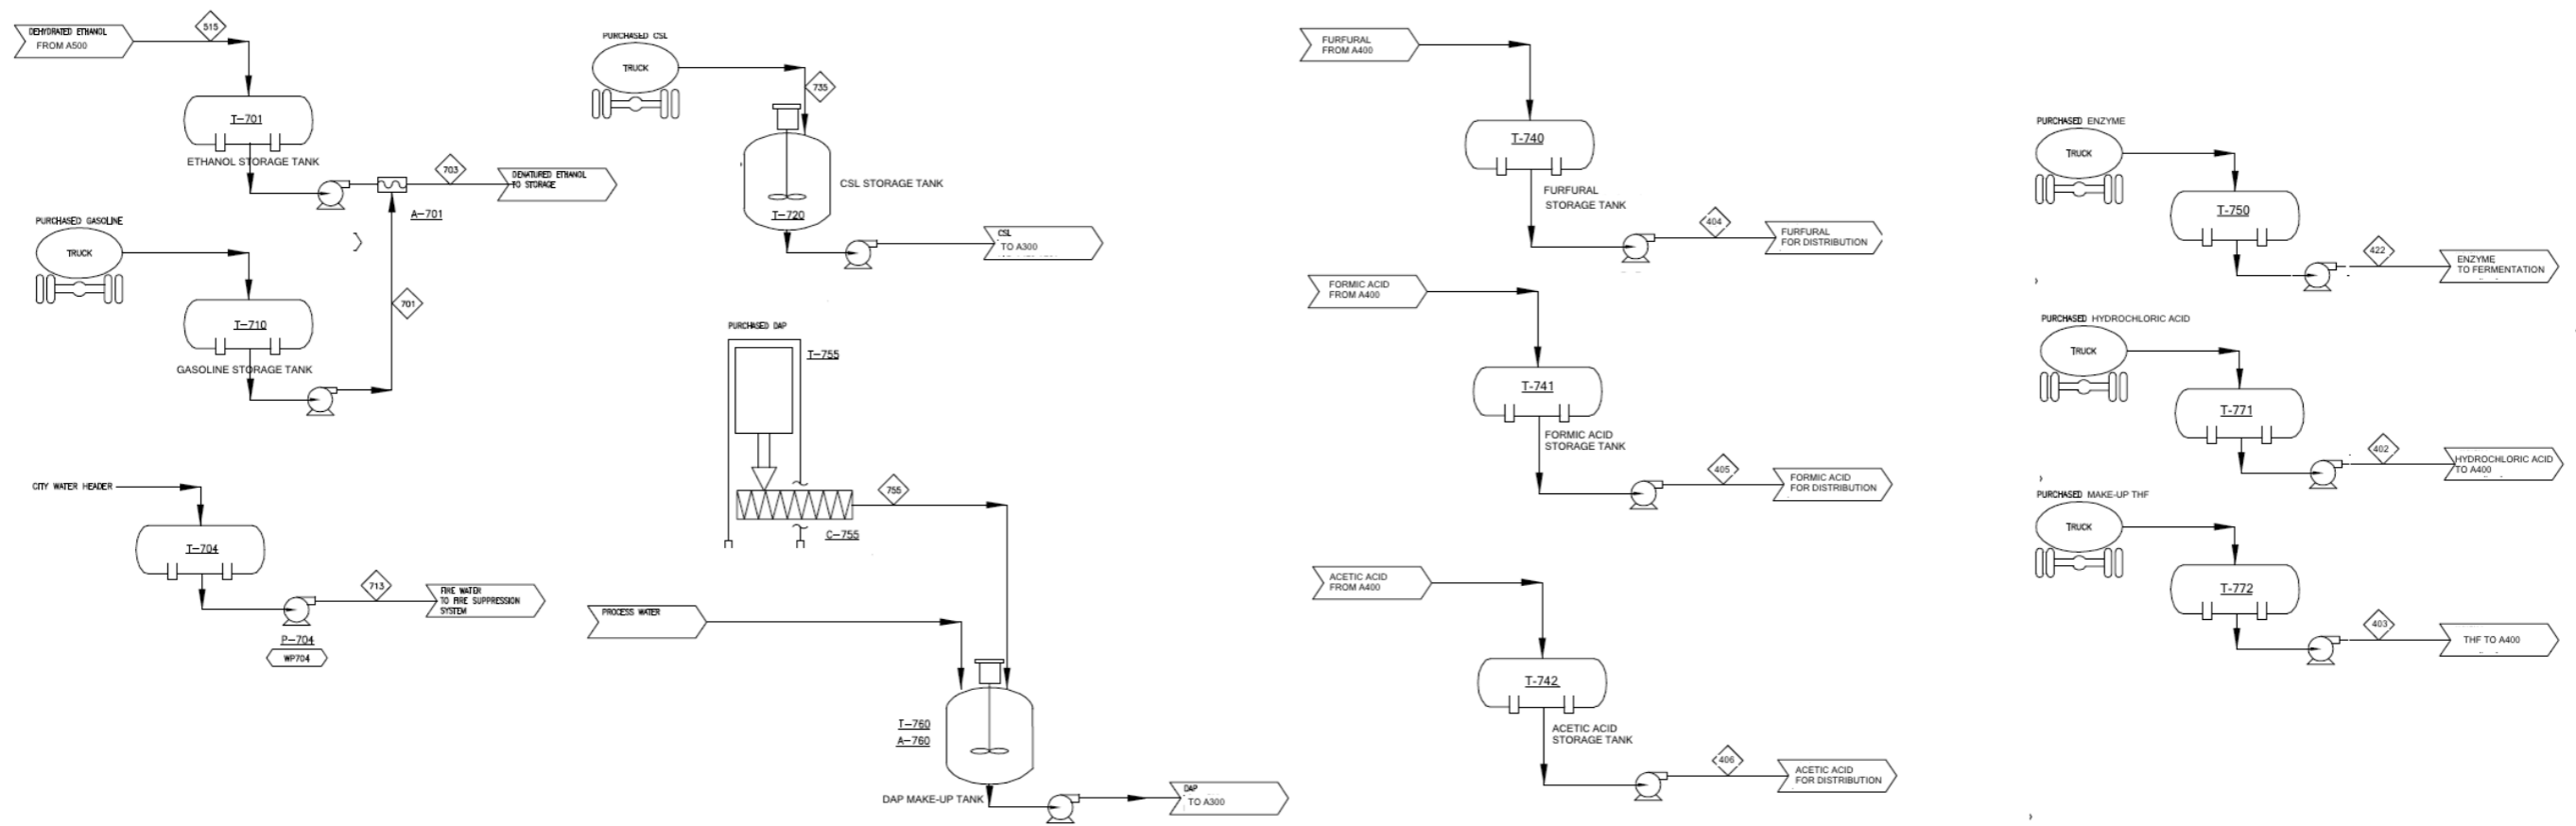 DEHYDRATED ETHANOL
FROM A500
515
T-701
ETHANOL STORAGE TANK
A-701
703
DENATURED ETHANOL
TO STORAGE
PURCHASED GASOLINE
TRUCK
T-710
GASOLINE STORAGE TANK
701
CITY WATER HEADER
T-704
P-704
WP704
713
FIRE WATER
TO FIRE SUPPRESSION
SYSTEM
PURCHASED CSL
TRUCK
735
T-720
CSL STORAGE TANK
CSL
TO A300
PURCHASED DAP
T-755
C-755
755
PROCESS WATER
T-760
A-760
DAP MAKE-UP TANK
DAP
TO A300
FURFURAL
FROM A400
T-740
FURFURAL
STORAGE TANK
404
FURFURAL
FOR DISTRIBUTION
FORMIC ACID
FROM A400
T-741
FORMIC ACID
STORAGE TANK
405
FORMIC ACID
FOR DISTRIBUTION
ACETIC ACID
FROM A400
T-742
ACETIC ACID
STORAGE TANK
406
ACETIC ACID
FOR DISTRIBUTION
PURCHASED ENZYME
TRUCK
T-750
422
ENZYME
TO FERMENTATION
PURCHASED HYDROCHLORIC ACID
TRUCK
T-771
402
HYDROCHLORIC ACID
TO A400
PURCHASED MAKE-UP THF
TRUCK
T-772
403
THF TO A400